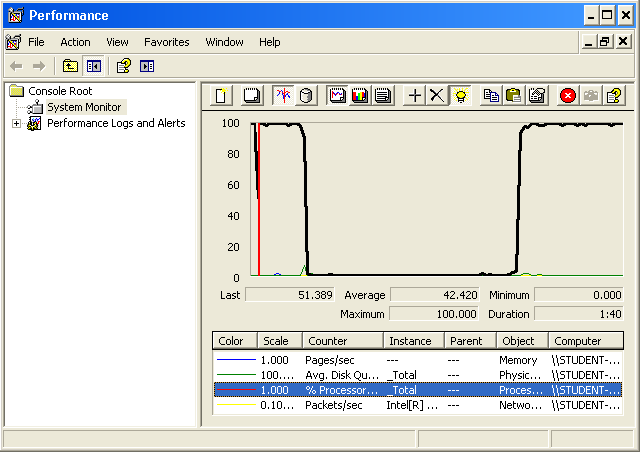 Performance
File Action View Favorites Window Help
Console Root
System Monitor
Performance Logs and Alerts
100
80
60
40
20
0
Last 51.389 Average 42.420 Minimum 0.000
Maximum 100.000 Duration 1:40
Color Scale Counter Instance Parent Object Computer
1.000 Pages/sec --- --- Memory \\STUDENT-...
100.... Avg. Disk Qu... _Total --- Physic... \\STUDENT-...
1.000 % Processor... _Total --- Proces... \\STUDENT-...
0.10... Packets/sec Intel[R] ... --- Netwo... \\STUDENT-...